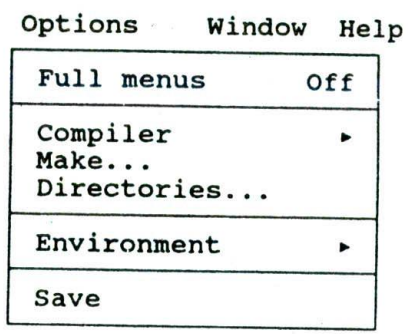 Options Window Help
Full menus Off
Compiler ►
Make...
Directories...
Environment ►
Save